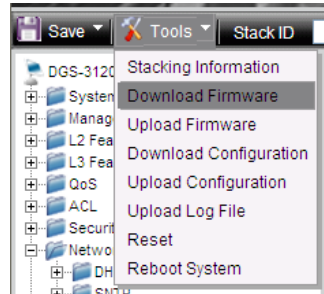 Save Tools Stack ID
DGS-3120
System
Manag
L2 Fea
L3 Fea
QoS
ACL
Securit
Netwo
DH
SNTP
Stacking Information
Download Firmware
Upload Firmware
Download Configuration
Upload Configuration
Upload Log File
Reset
Reboot System